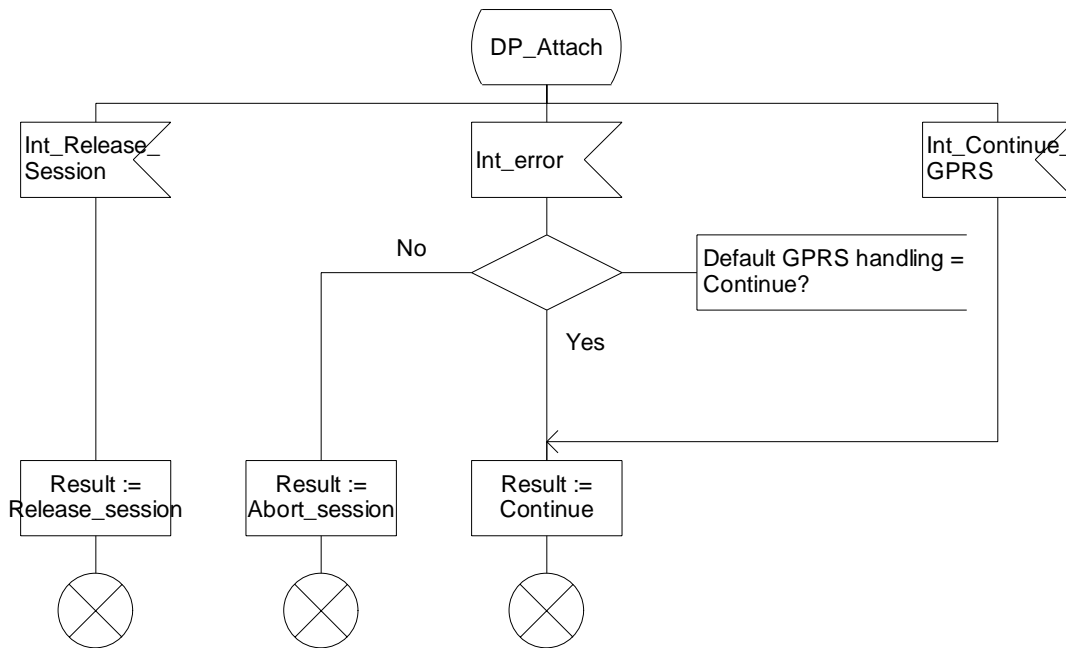 DP_Attach
Int_Release_
Session
Int_error
Int_Continue_
GPRS
No
Default GPRS handling =
Continue?
Yes
Result :=
Release_session
Result :=
Abort_session
Result :=
Continue